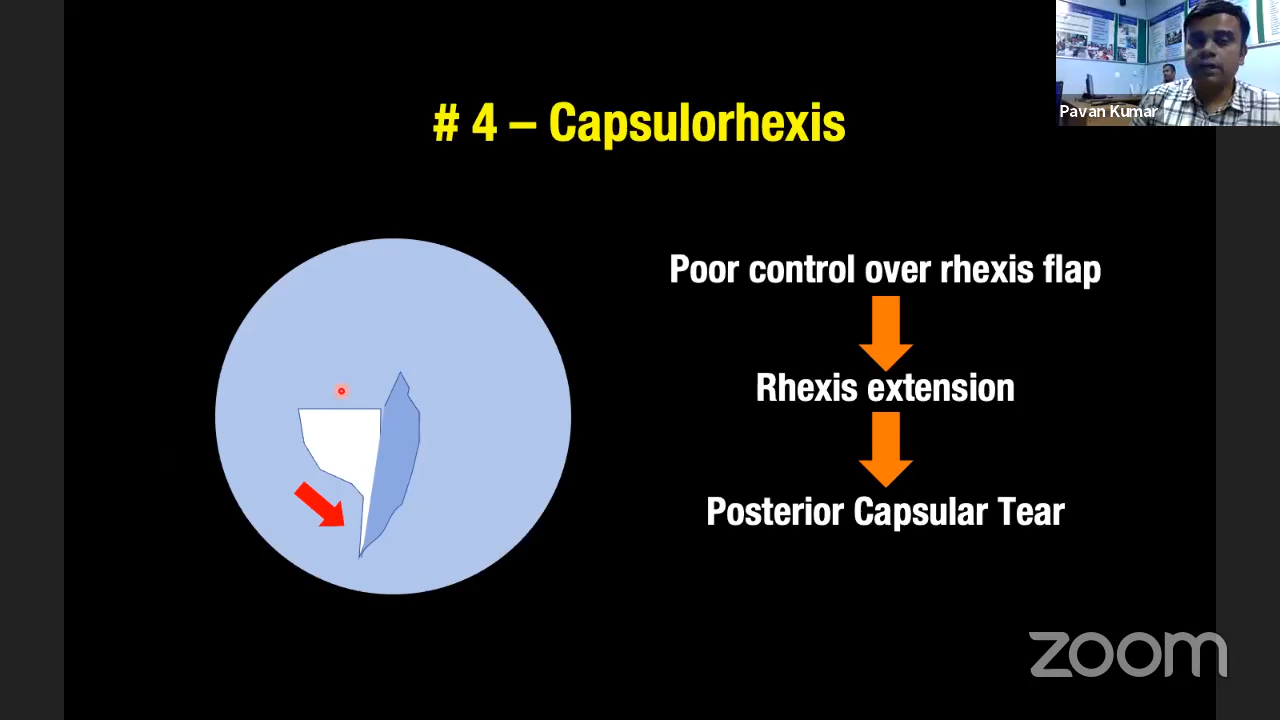 # 4 – Capsulorhexis
Pavan Kumar
Poor control over rhexis flap
Rhexis extension
Posterior Capsular Tear
zoom